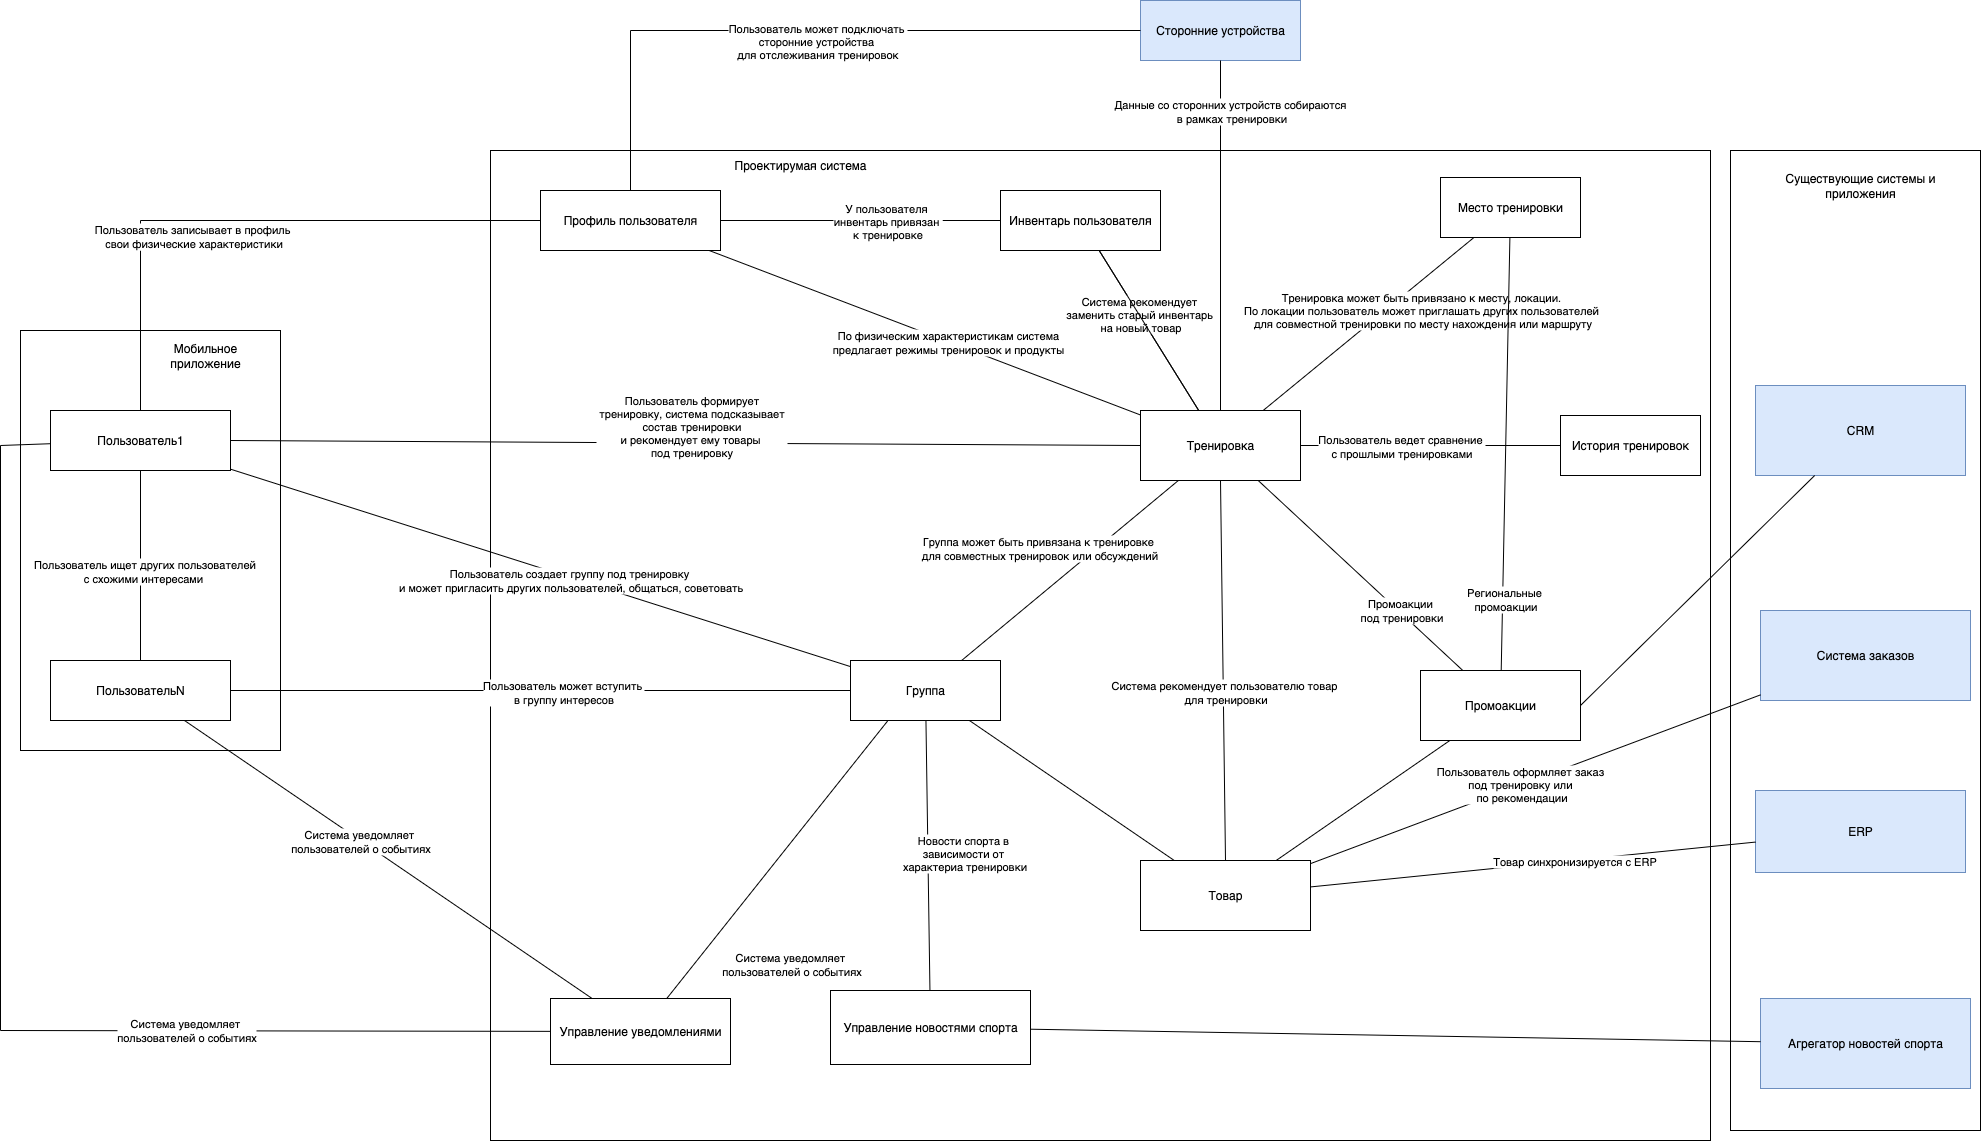 Пользователь может подключать
сторонние устройства
для отслеживания тренировок
Сторонние устройства
Данные со сторонних устройств собираются
в рамках тренировки
Проектирумая система
Существующие системы и
приложения
Профиль пользователя
У пользователя
инвентарь привязан
к тренировке
Инвентарь пользователя
Место тренировки
Пользователь записывает в профиль
свои физические характеристики
Система рекомендует
заменить старый инвентарь
на новый товар
Тренировка может быть привязано к месту, локации.
По локации пользователь может приглашать других пользователей
для совместной тренировки по месту нахождения или маршруту
По физическим характеристикам система
предлагает режимы тренировок и продукты
Мобильное
приложение
Пользователь формирует
тренировку, система подсказывает
состав тренировки
и рекомендует ему товары
под тренировку
Пользователь1
Тренировка
Пользователь ведет сравнение
с прошлыми тренировками
История тренировок
CRM
Группа может быть привязана к тренировке
для совместных тренировок или обсуждений
Пользователь ищет других пользователей
с схожими интересами
Пользователь создает группу под тренировку
и может пригласить других пользователей, общаться, советовать
Промоакции
под тренировки
Региональные
промоакции
Система заказов
ПользовательN
Пользователь может вступить
в группу интересов
Группа
Система рекомендует пользователю товар
для тренировки
Промоакции
Пользователь оформляет заказ
под тренировку или
по рекомендации
ERP
Система уведомляет
пользователей о событиях
Новости спорта в
зависимости от
характериа тренировки
Товар синхронизируется с ERP
Товар
Система уведомляет
пользователей о событиях
Система уведомляет
пользователей о событиях
Управление уведомлениями
Управление новостями спорта
Агрегатор новостей спорта